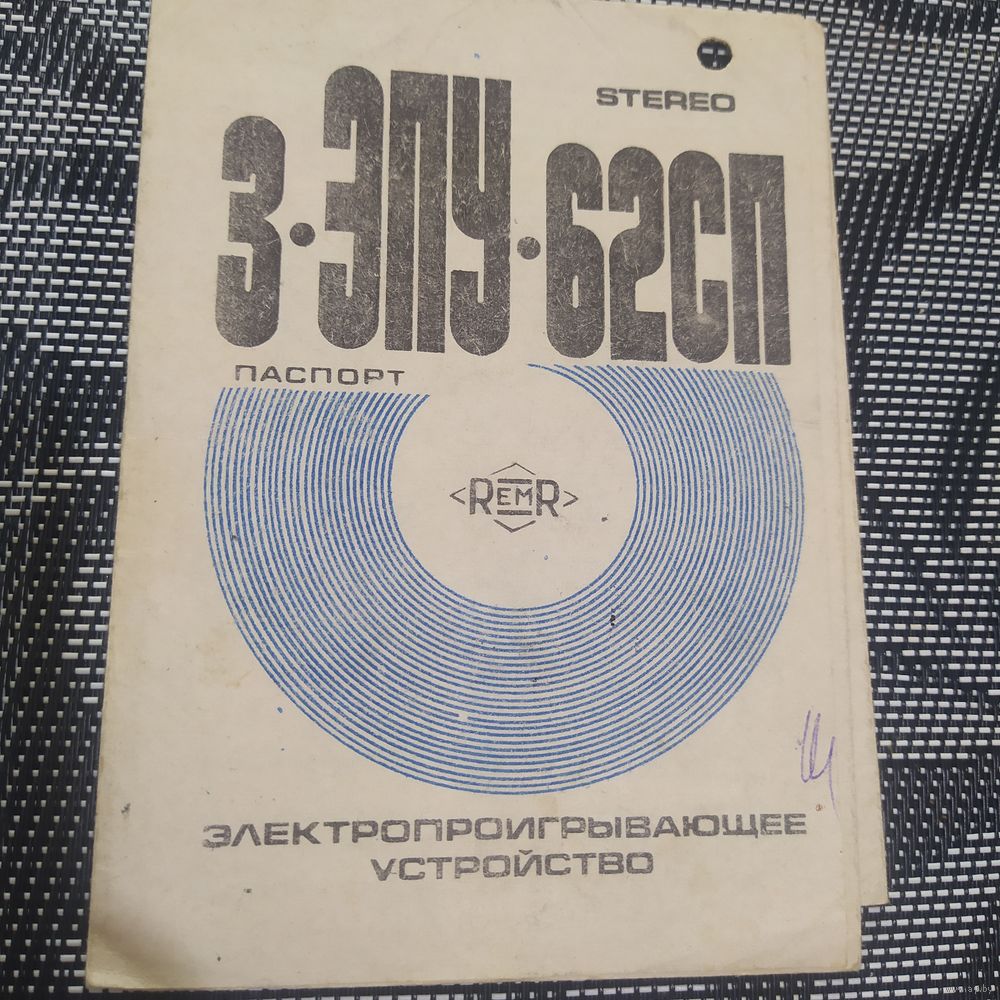 STEREO
3·ЭПУ·62СП
ПАСПОРТ
REMR
ЭЛЕКТРОПРОИГРЫВАЮЩЕЕ
УСТРОЙСТВО